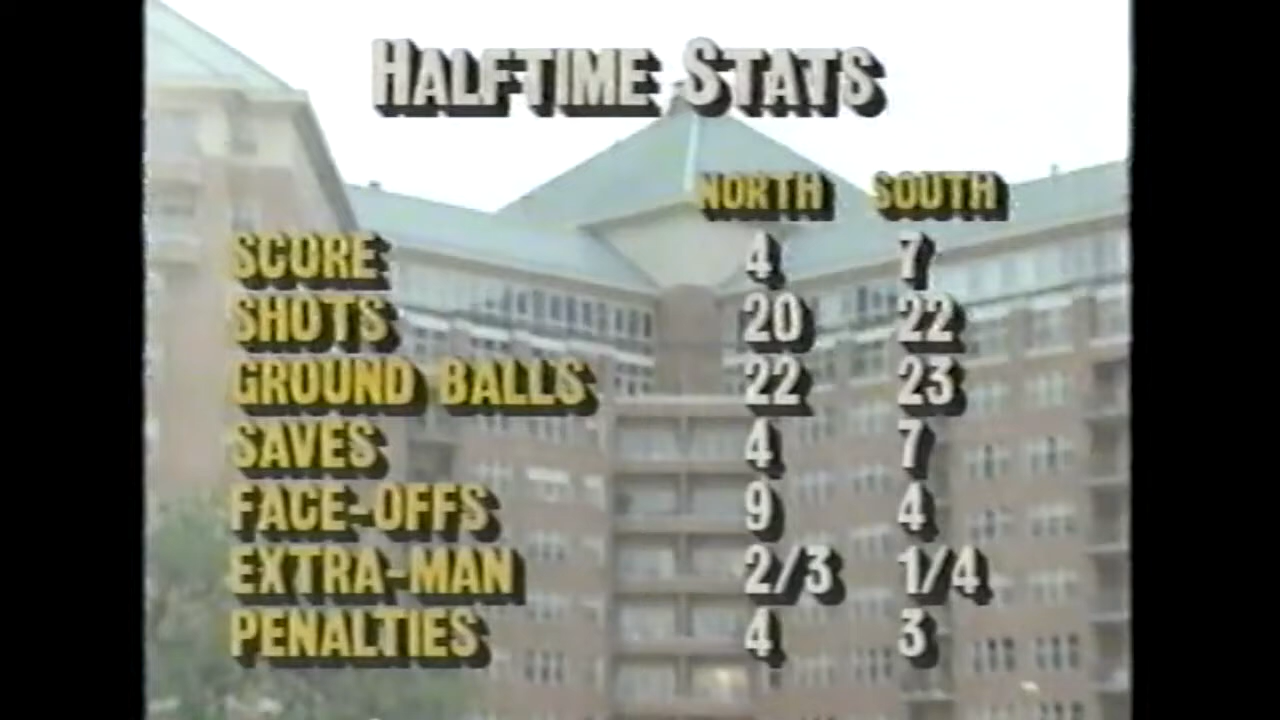 HALFTIME STATS
NORTH SOUTH
SCORE 4 7
SHOTS 20 22
GROUND BALLS 22 23
SAVES 4 7
FACE-OFFS 9 4
EXTRA-MAN 2/3 1/4
PENALTIES 4 3